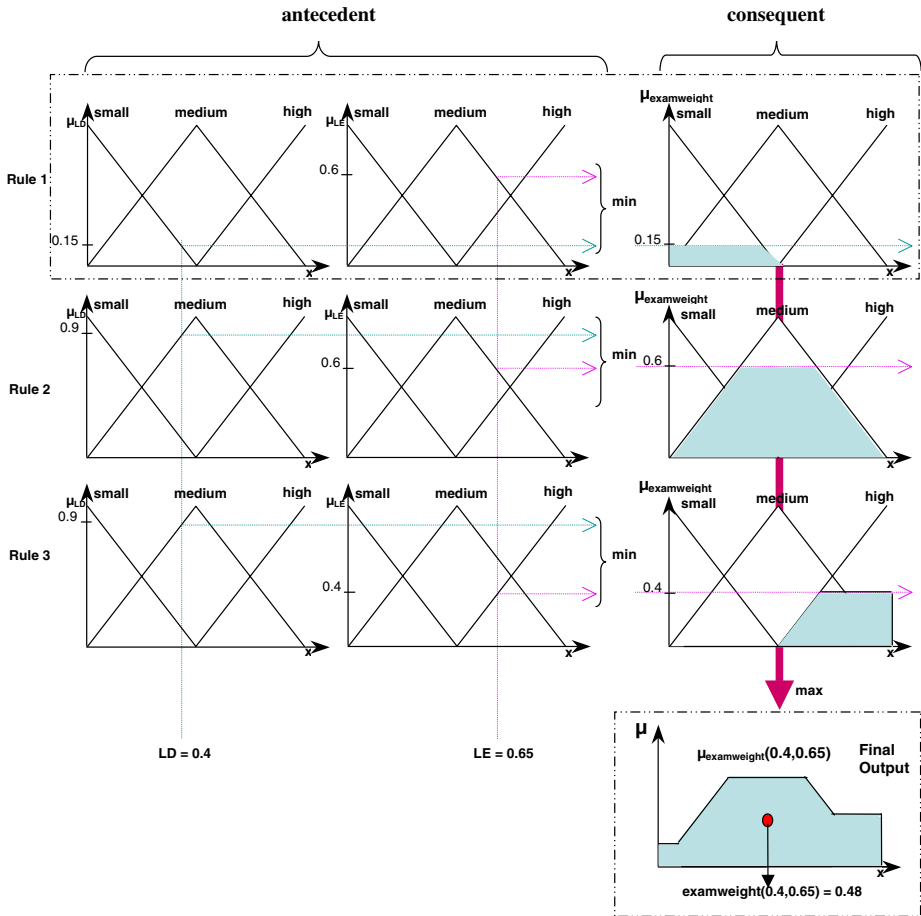 antecedent
consequent
μLD
small
medium
high
μLE
small
medium
high
μexamweight
small
medium
high
Rule 1
0.15
0.6
min
0.15
x
x
x
μLD
small
medium
high
μLE
small
medium
high
μexamweight
small
medium
high
Rule 2
0.9
0.6
min
0.6
x
x
x
μLD
small
medium
high
μLE
small
medium
high
μexamweight
small
medium
high
Rule 3
0.9
0.4
min
0.4
x
x
x
max
LD = 0.4
LE = 0.65
μ
μexamweight(0.4,0.65)
Final
Output
x
examweight(0.4,0.65) = 0.48